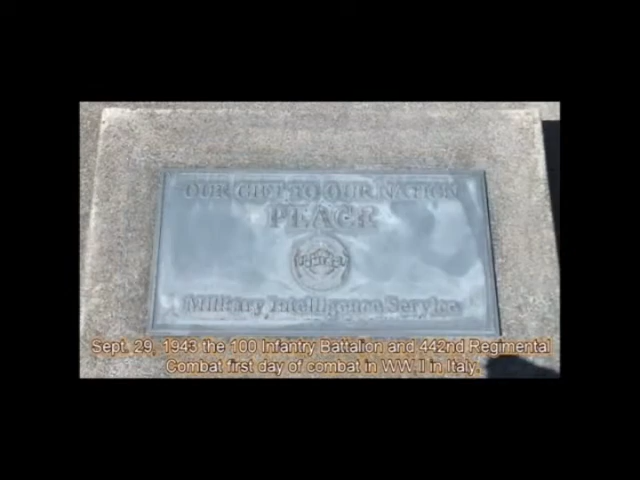 OUR GIFT TO OUR NATION
PEACE
Military Intelligence Service
Sept. 29, 1943 the 100 Infantry Battalion and 442nd Regimental
Combat first day of combat in WW II in Italy.